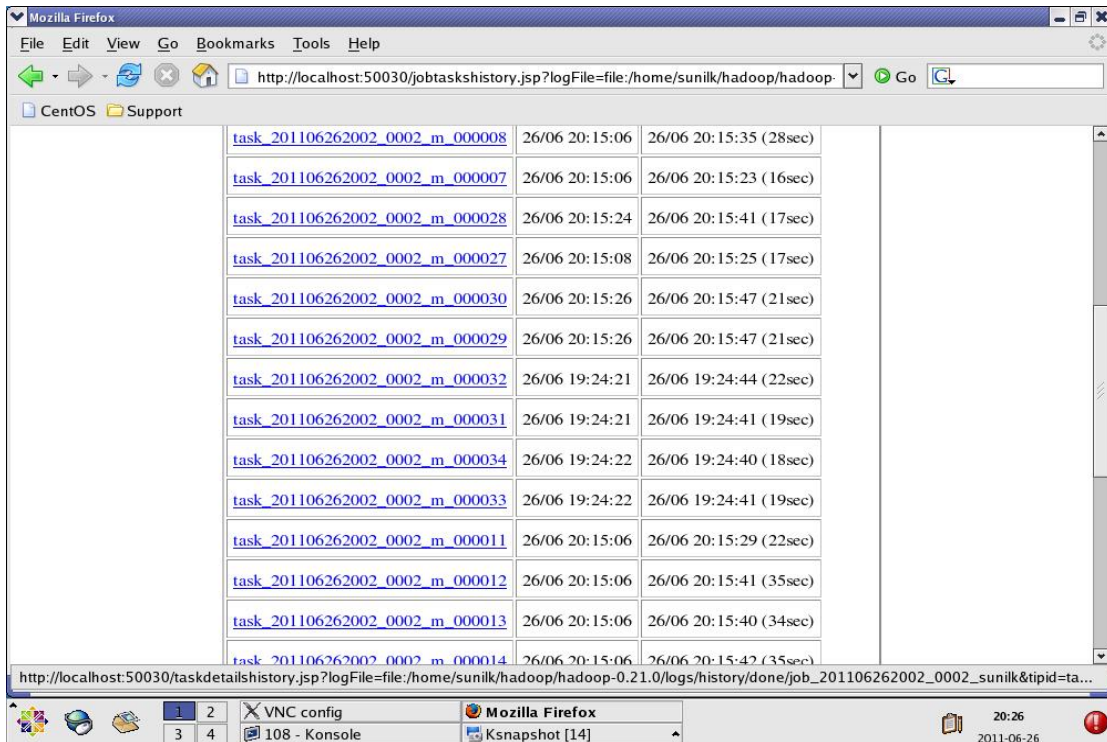 Mozilla Firefox
File Edit View Go Bookmarks Tools Help
http://localhost:50030/jobtaskshistory.jsp?logFile=file:/home/sunilk/hadoop/hadoop- Go
CentOS Support
task_201106262002_0002_m_000008 26/06 20:15:06 26/06 20:15:35 (28sec)
task_201106262002_0002_m_000007 26/06 20:15:06 26/06 20:15:23 (16sec)
task_201106262002_0002_m_000028 26/06 20:15:24 26/06 20:15:41 (17sec)
task_201106262002_0002_m_000027 26/06 20:15:08 26/06 20:15:25 (17sec)
task_201106262002_0002_m_000030 26/06 20:15:26 26/06 20:15:47 (21sec)
task_201106262002_0002_m_000029 26/06 20:15:26 26/06 20:15:47 (21sec)
task_201106262002_0002_m_000032 26/06 19:24:21 26/06 19:24:44 (22sec)
task_201106262002_0002_m_000031 26/06 19:24:21 26/06 19:24:41 (19sec)
task_201106262002_0002_m_000034 26/06 19:24:22 26/06 19:24:40 (18sec)
task_201106262002_0002_m_000033 26/06 19:24:22 26/06 19:24:41 (19sec)
task_201106262002_0002_m_000011 26/06 20:15:06 26/06 20:15:29 (22sec)
task_201106262002_0002_m_000012 26/06 20:15:06 26/06 20:15:41 (35sec)
task_201106262002_0002_m_000013 26/06 20:15:06 26/06 20:15:40 (34sec)
task_201106262002_0002_m_000014 26/06 20:15:06 26/06 20:15:42 (35sec)
http://localhost:50030/taskdetailshistory.jsp?logFile=file:/home/sunilk/hadoop/hadoop-0.21.0/logs/history/done/job_201106262002_0002_sunilk&tipid=ta...
1 2 VNC config Mozilla Firefox 20:26
3 4 108 - Konsole Ksnapshot [14] 2011-06-26